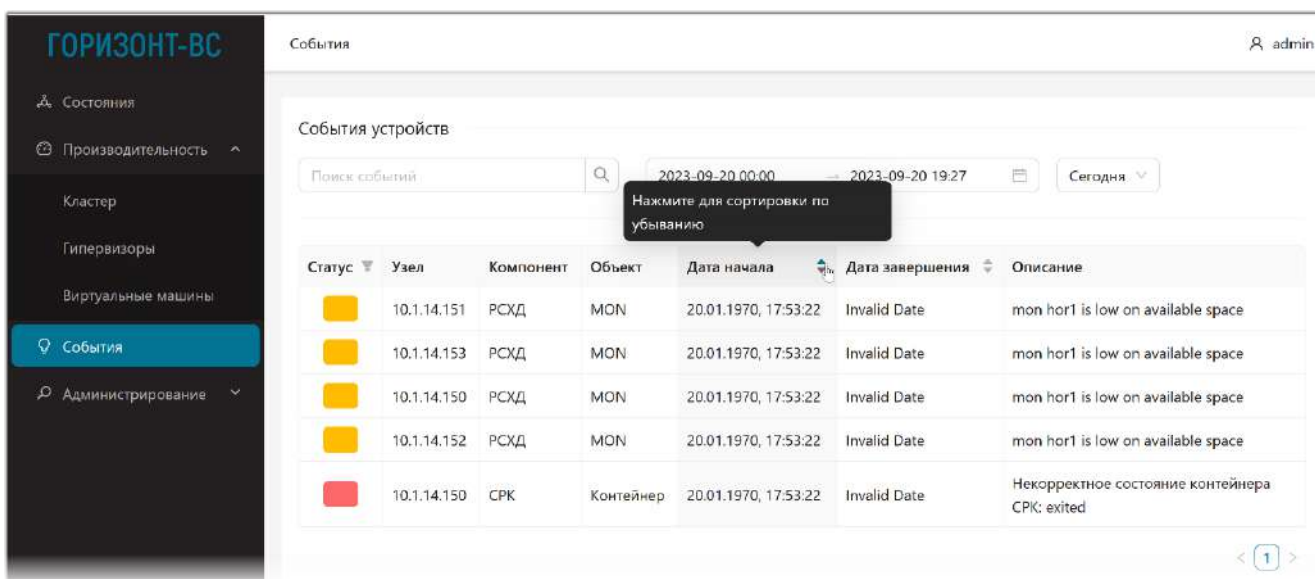 ГОРИЗОНТ-ВС
События
admin
Состояния
Производительность
Кластер
Гипервизоры
Виртуальные машины
События
Администрирование
События устройств
Поиск событий
2023-09-20 00:00 → 2023-09-20 19:27
Сегодня
Нажмите для сортировки по
убыванию
Статус Узел Компонент Объект Дата начала Дата завершения Описание
10.1.14.151 РСХД MON 20.01.1970, 17:53:22 Invalid Date mon hor1 is low on available space
10.1.14.153 РСХД MON 20.01.1970, 17:53:22 Invalid Date mon hor1 is low on available space
10.1.14.150 РСХД MON 20.01.1970, 17:53:22 Invalid Date mon hor1 is low on available space
10.1.14.152 РСХД MON 20.01.1970, 17:53:22 Invalid Date mon hor1 is low on available space
10.1.14.150 СРК Контейнер 20.01.1970, 17:53:22 Invalid Date Некорректное состояние контейнера
СРК: exited
< 1 >